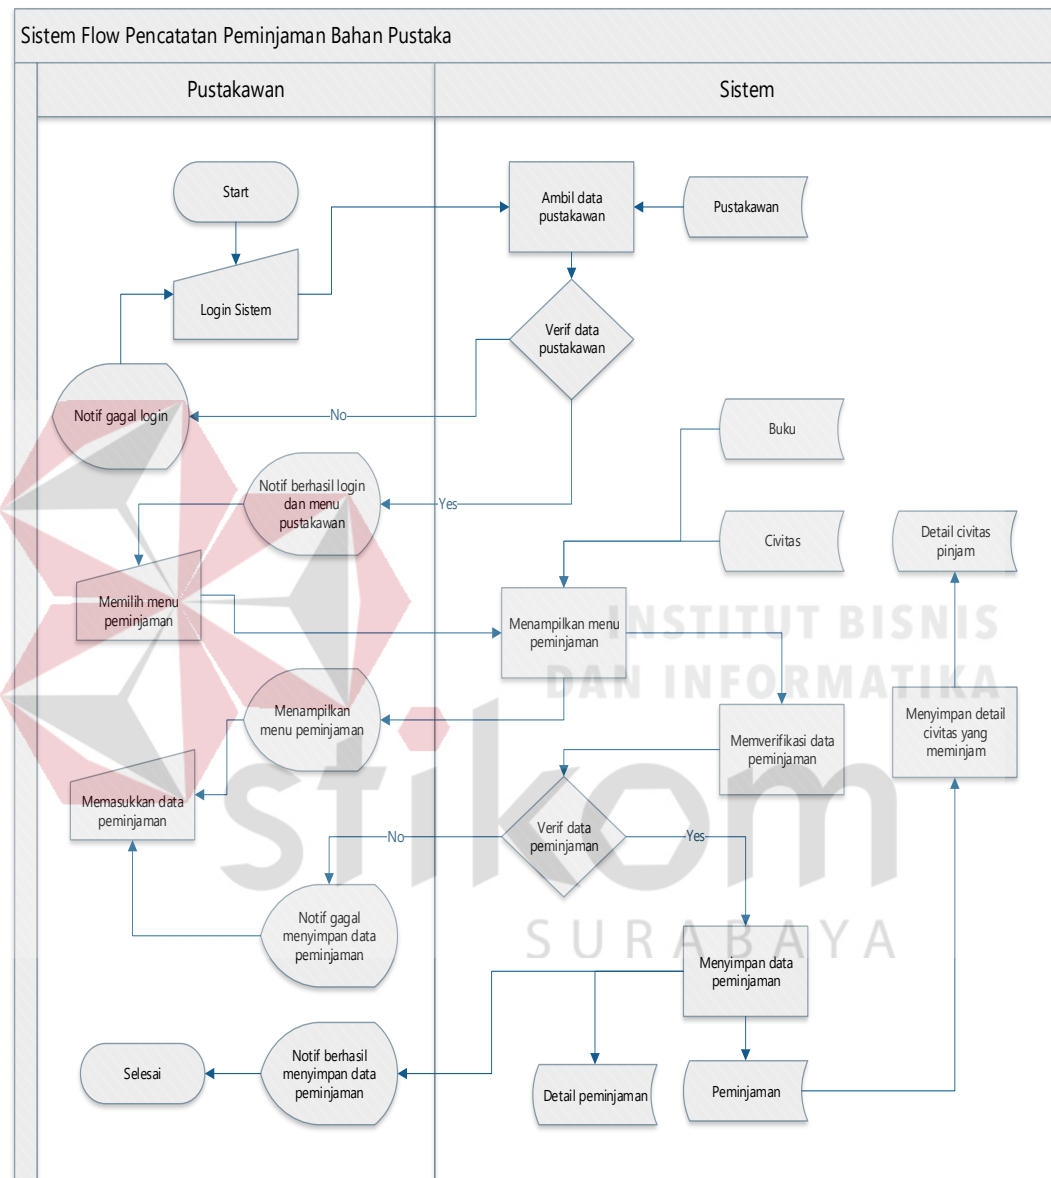 Sistem Flow Pencatatan Peminjaman Bahan Pustaka
Pustakawan
Sistem
Start
Ambil data
pustakawan
Pustakawan
Login Sistem
Verif data
pustakawan
Notif gagal login
No
Buku
Notif berhasil login
dan menu
pustakawan
Yes
Civitas
Detail civitas
pinjam
Memilih menu
peminjaman
Menampilkan menu
peminjaman
INSTITUT BISNIS
DAN INFORMATIKA
Menampilkan
menu peminjaman
Memverifikasi data
peminjaman
Menyimpan detail
civitas yang
meminjam
Memasukkan data
peminjaman
stikom
No
Verif data
peminjaman
Yes
Notif gagal
menyimpan data
peminjaman
SURABAYA
Menyimpan data
peminjaman
Selesai
Notif berhasil
menyimpan data
peminjaman
Detail peminjaman
Peminjaman